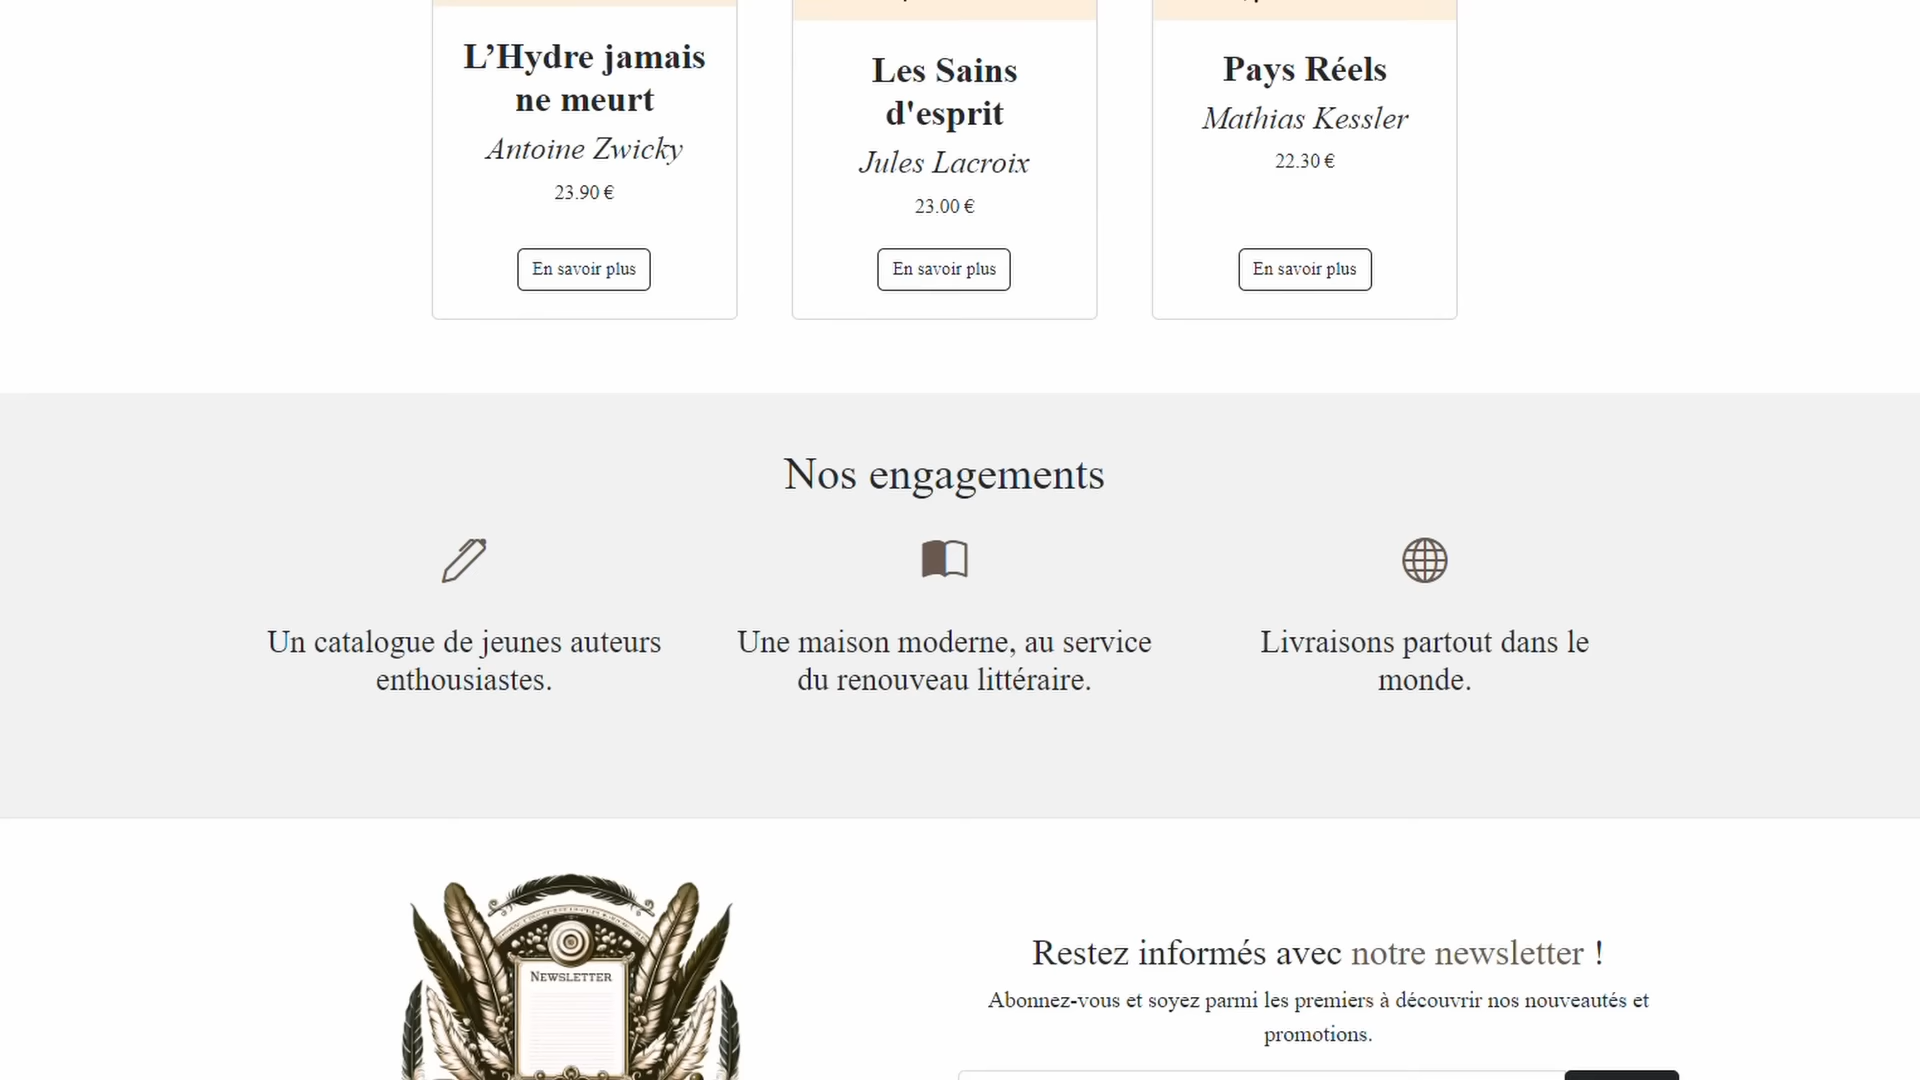 L’Hydre jamais
ne meurt
Antoine Zwicky
23.90 €
En savoir plus
Les Sains
d'esprit
Jules Lacroix
23.00 €
En savoir plus
Pays Réels
Mathias Kessler
22.30 €
En savoir plus
Nos engagements
Un catalogue de jeunes auteurs
enthousiastes.
Une maison moderne, au service
du renouveau littéraire.
Livraisons partout dans le
monde.
NEWSLETTER
Restez informés avec notre newsletter !
Abonnez-vous et soyez parmi les premiers à découvrir nos nouveautés et
promotions.